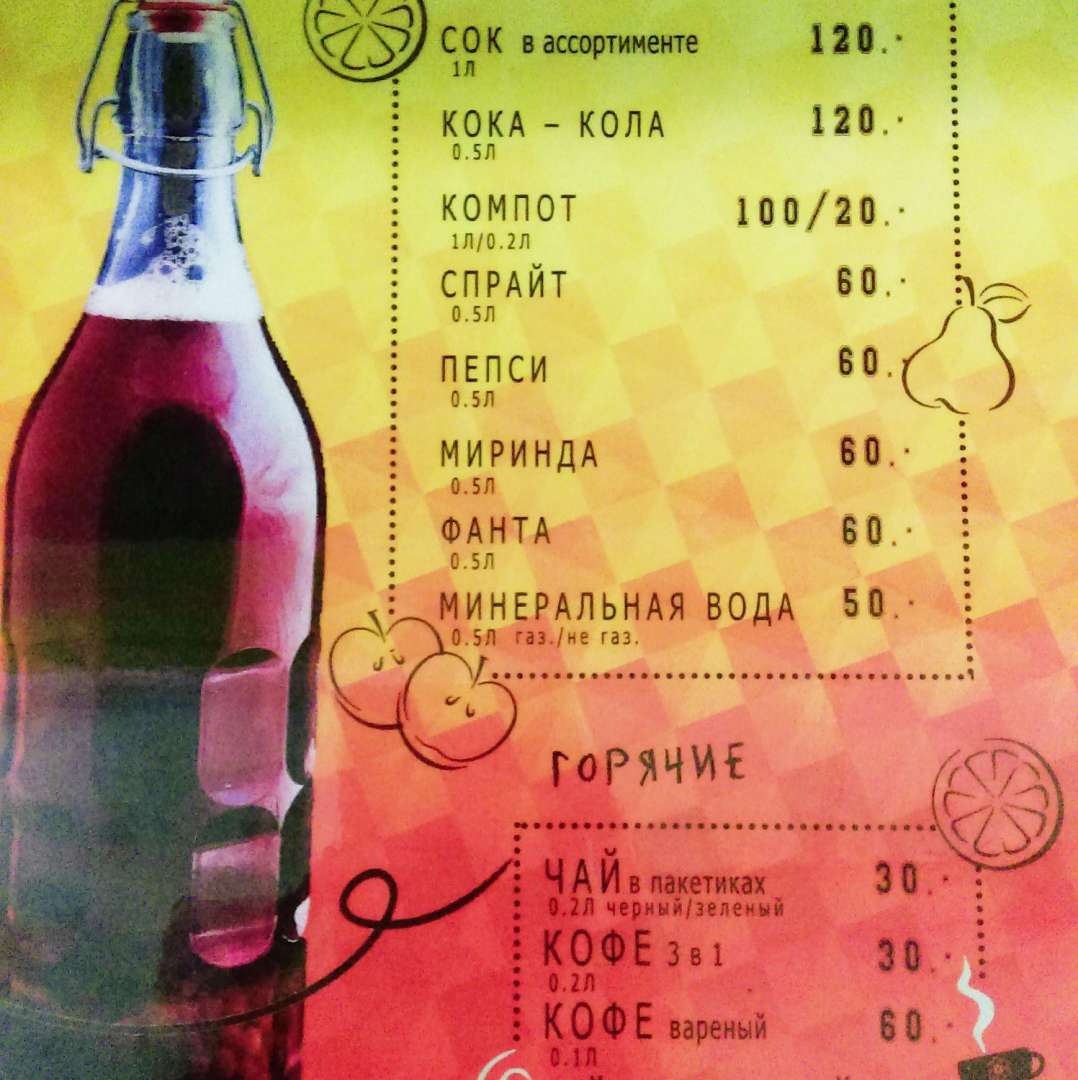 СОК в ассортименте 120.-
1Л
КОКА – КОЛА 120.-
0.5Л
КОМПОТ 100/20.-
1Л/0.2Л
СПРАЙТ 60.-
0.5Л
ПЕПСИ 60.
0.5Л
МИРИНДА 60.-
0.5Л
ФАНТА 60.-
0.5Л
МИНЕРАЛЬНАЯ ВОДА 50.-
0.5Л газ./не газ.
ГОРЯЧИЕ
ЧАЙ в пакетиках 30.-
0.2Л черный/зеленый
КОФЕ 3 в 1 30.-
0.2Л
КОФЕ вареный 60.-
0.1Л